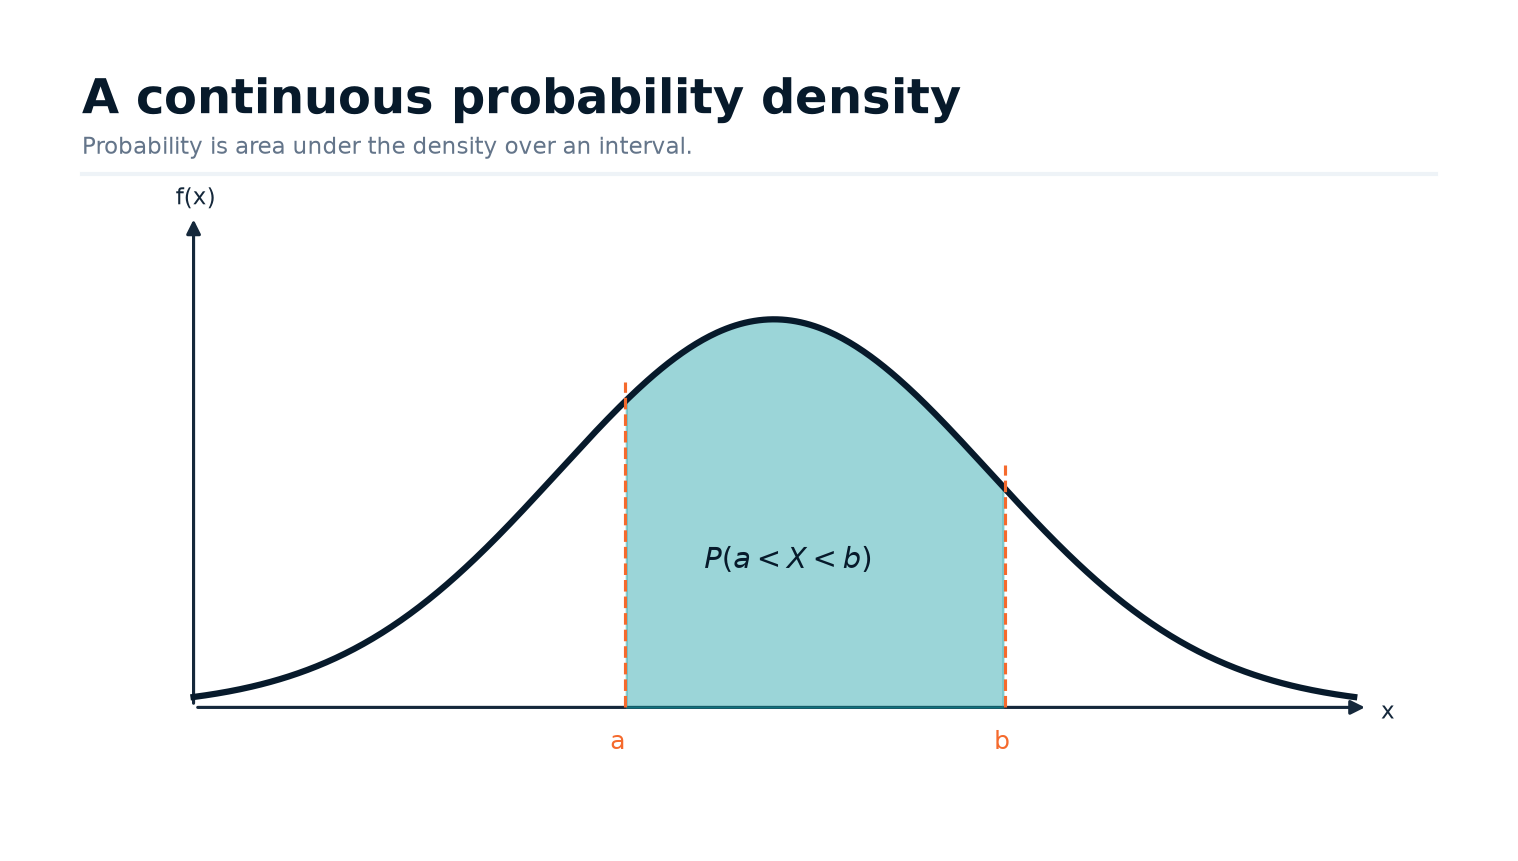 A continuous probability density
Probability is area under the density over an interval.
f(x)
P(a < X < b)
x
a
b